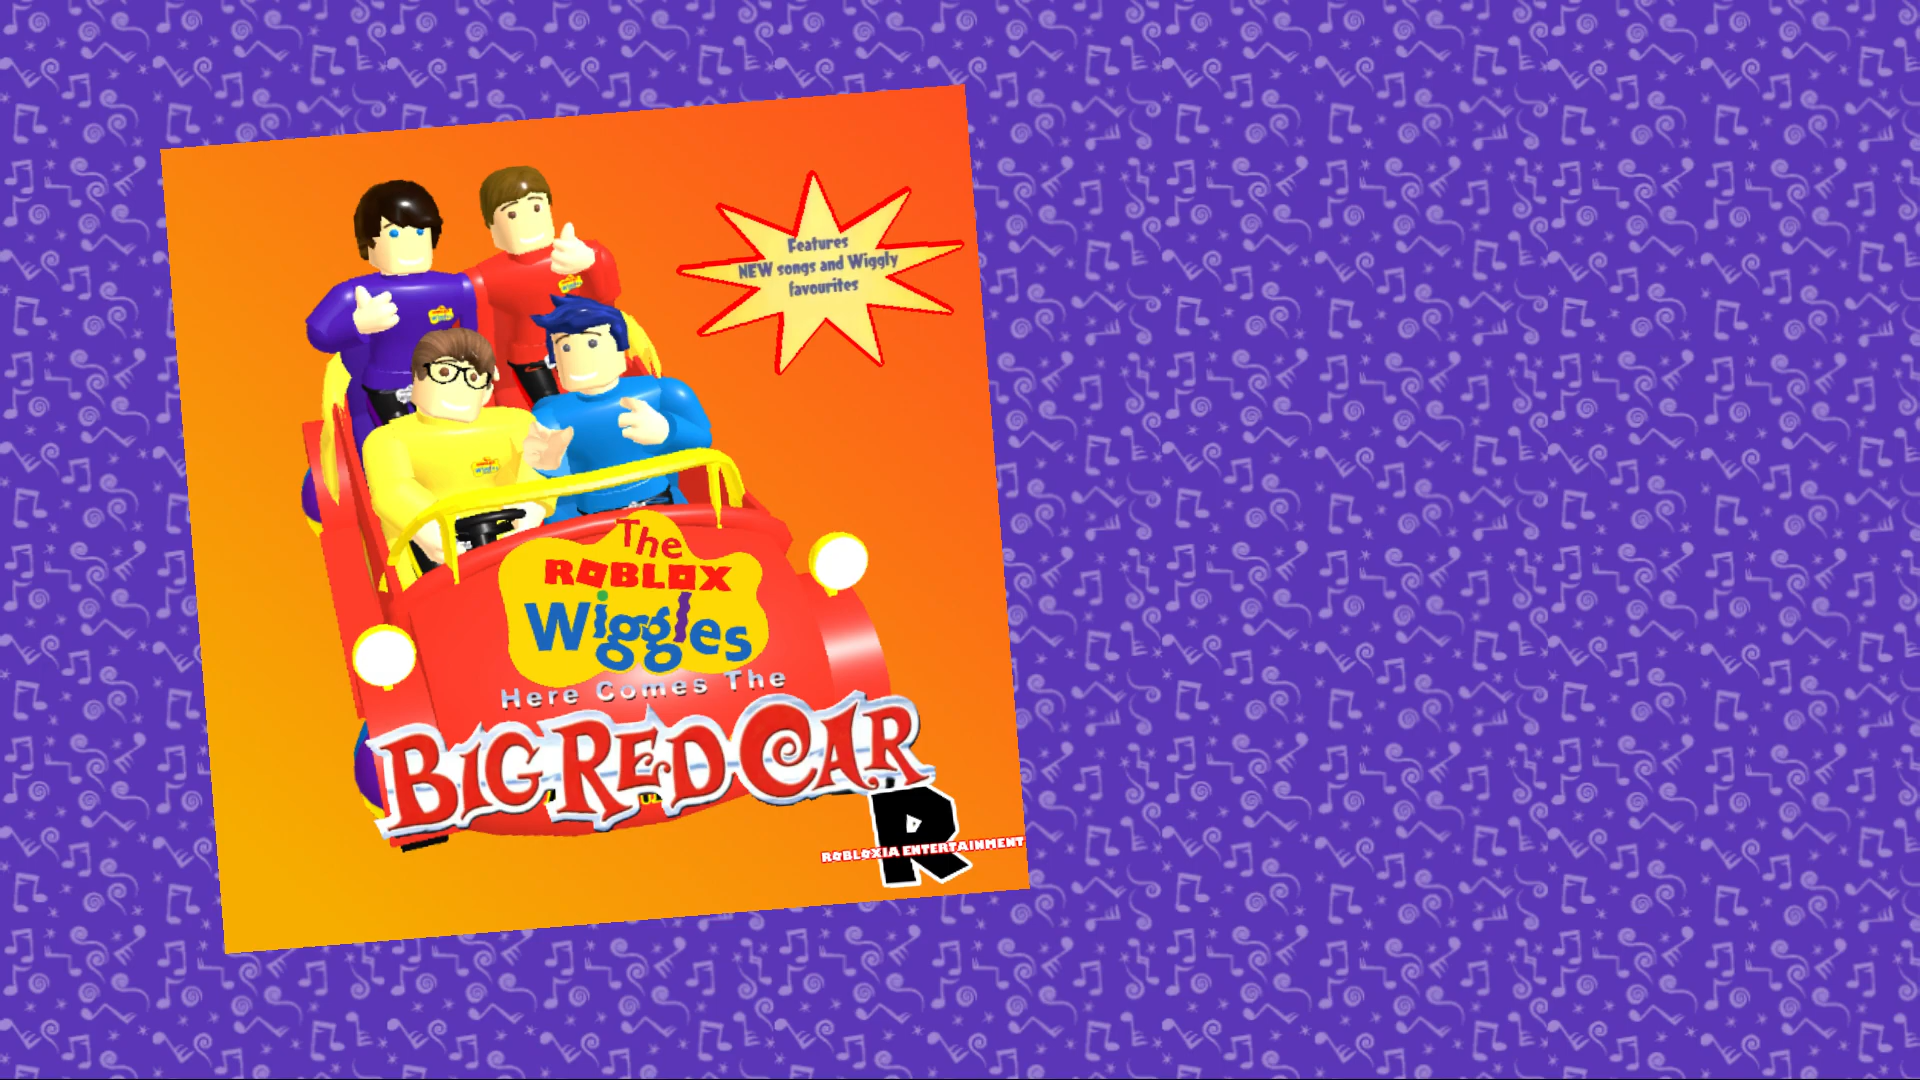 Features
NEW songs and Wiggly
favourites
The
ROBLOX
Wiggles
Here Comes The
BIG RED CAR
R
ROBLOXIA ENTERTAINMENT